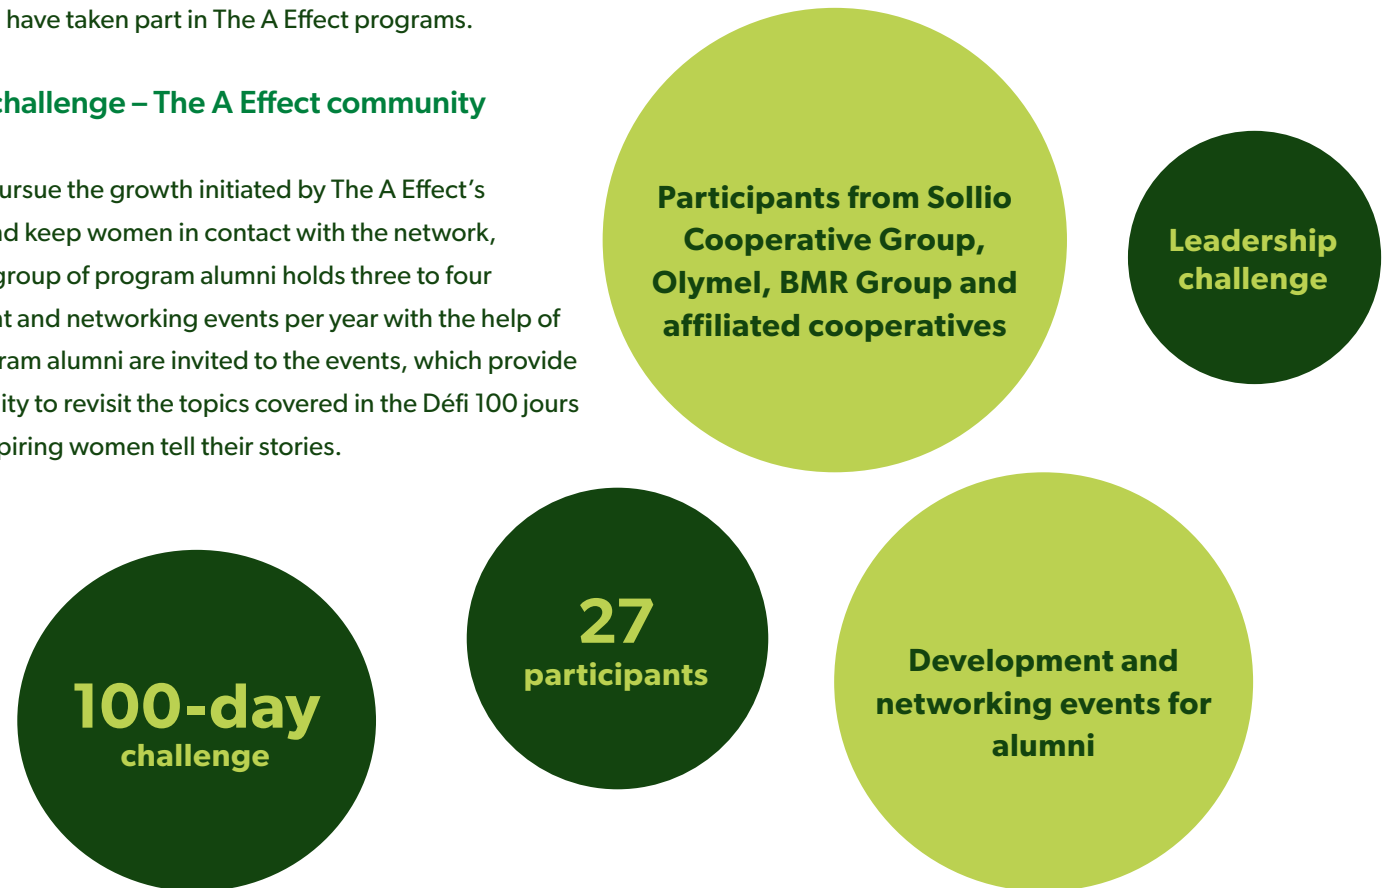 have taken part in The A Effect programs.
challenge – The A Effect community
ursue the growth initiated by The A Effect’s
nd keep women in contact with the network,
group of program alumni holds three to four
t and networking events per year with the help of
ram alumni are invited to the events, which provide
ity to revisit the topics covered in the Défi 100 jours
piring women tell their stories.
Participants from Sollio
Cooperative Group,
Olymel, BMR Group and
affiliated cooperatives
Leadership
challenge
100-day
challenge
27
participants
Development and
networking events for
alumni